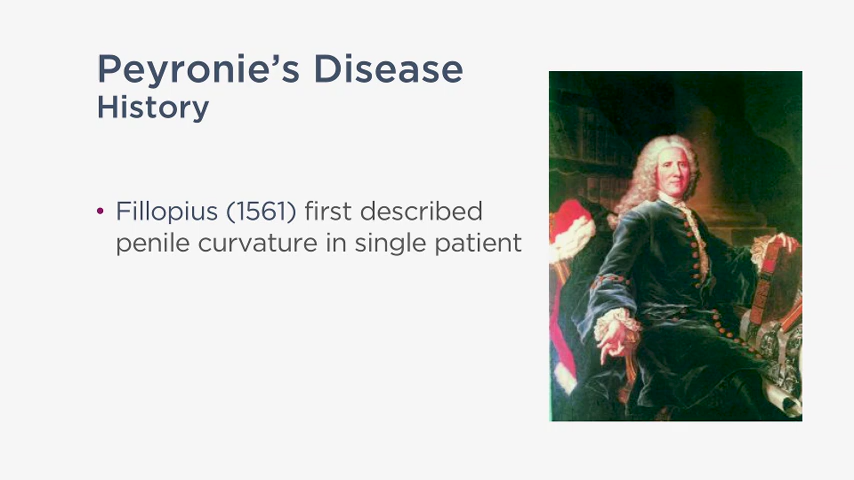 Peyronie’s Disease
History
• Fillopius (1561) first described
penile curvature in single patient